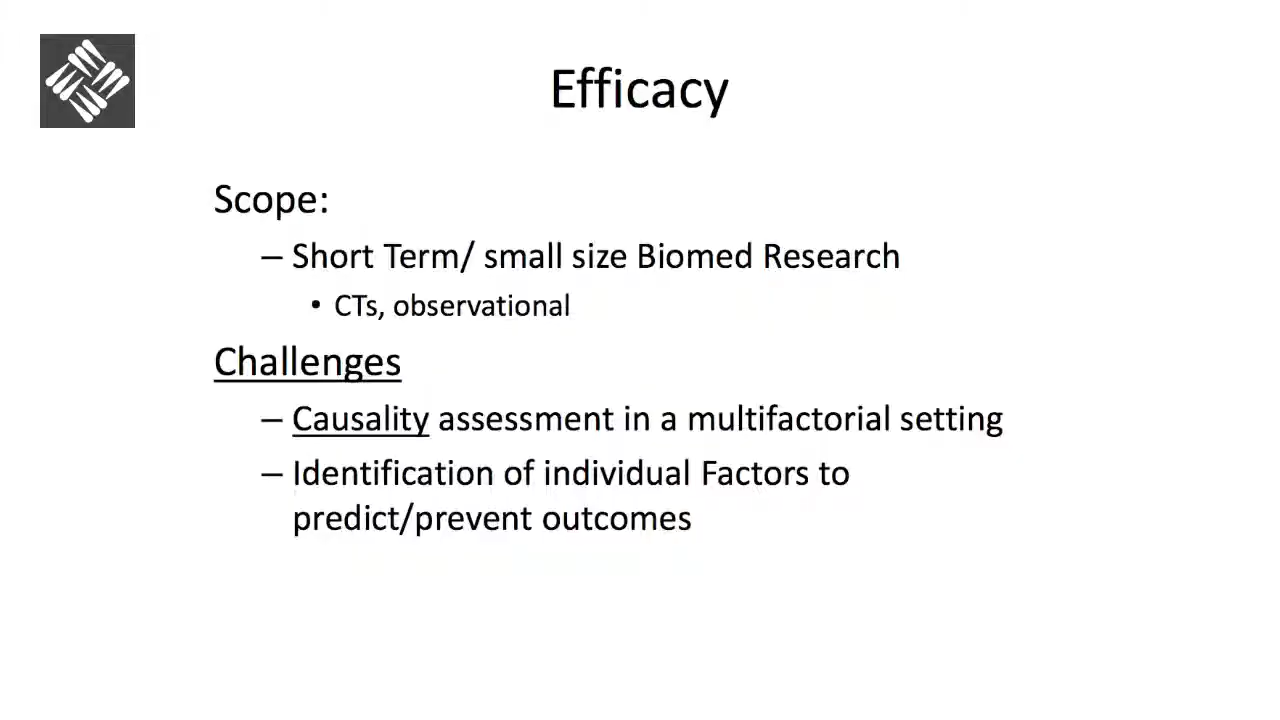 Efficacy
Scope:
– Short Term/ small size Biomed Research
• CTs, observational
Challenges
– Causality assessment in a multifactorial setting
– Identification of individual Factors to
predict/prevent outcomes